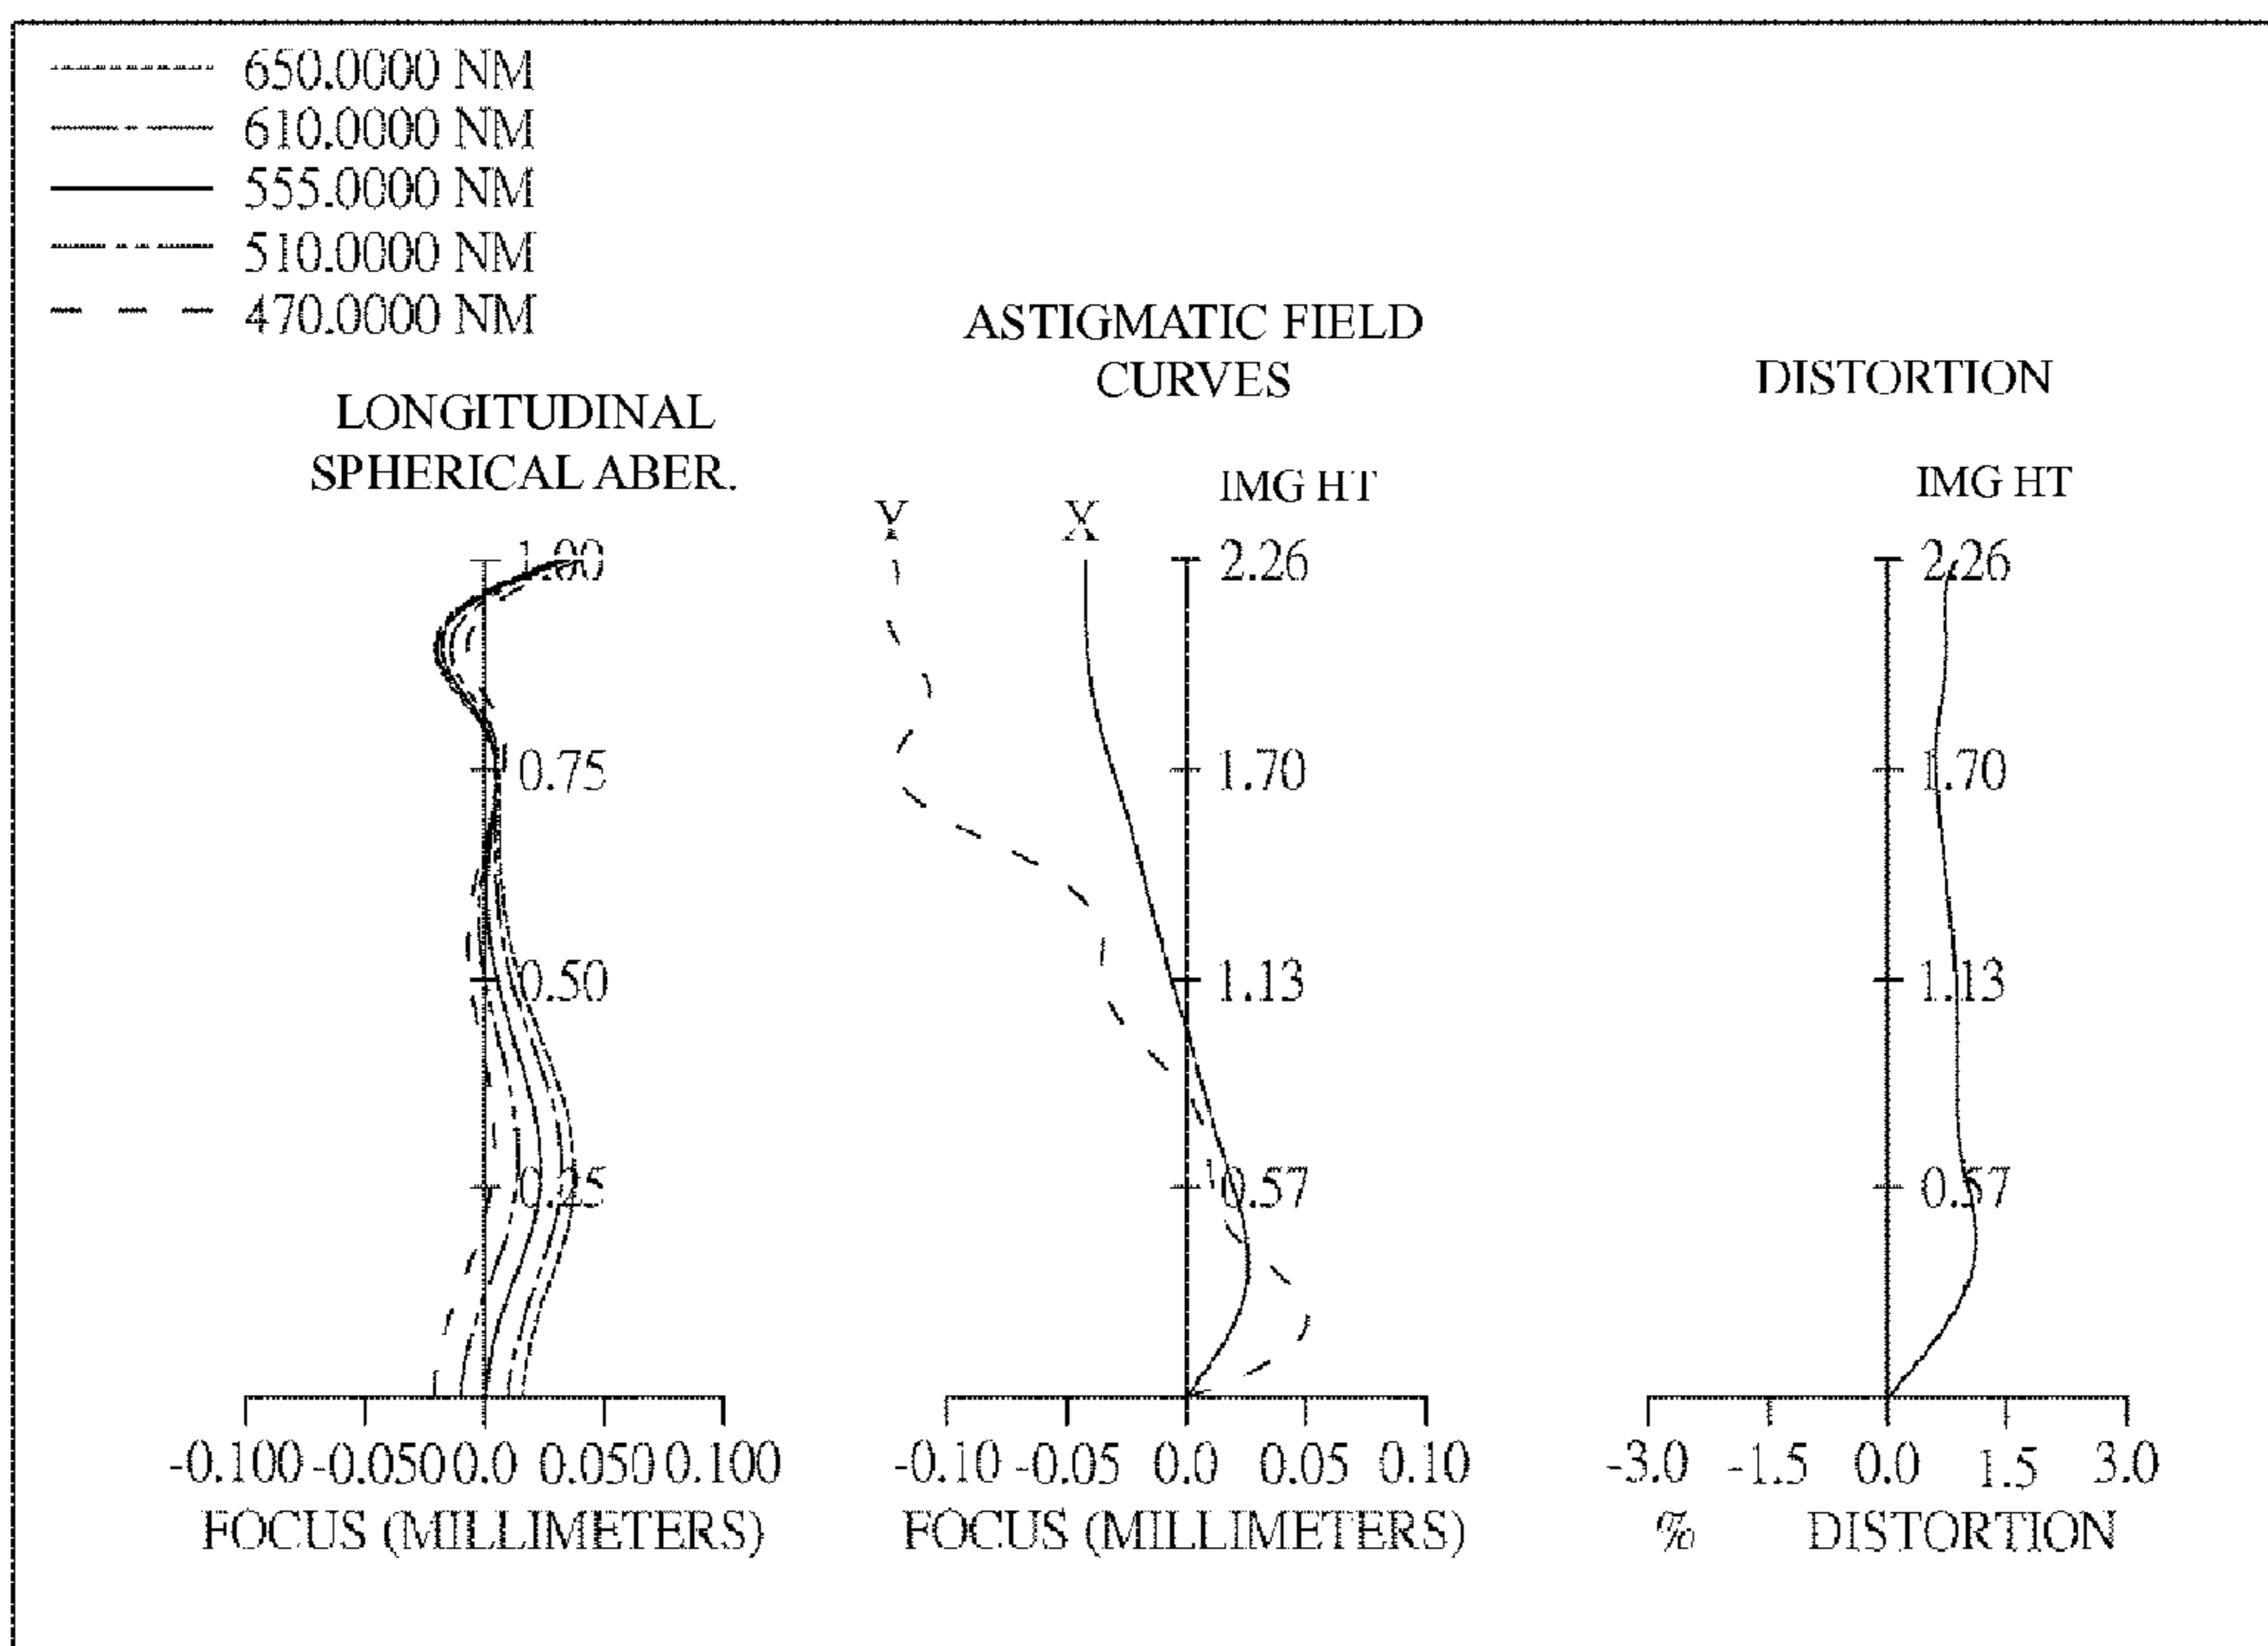 650.0000 NM
610.0000 NM
555.0000 NM
510.0000 NM
470.0000 NM
LONGITUDINAL
SPHERICAL ABER.
1.00
0.75
0.50
0.25
-0.100 -0.050 0.0 0.050 0.100
FOCUS (MILLIMETERS)
ASTIGMATIC FIELD
CURVES
IMG HT
Y X
2.26
1.70
1.13
0.57
-0.10 -0.05 0.0 0.05 0.10
FOCUS (MILLIMETERS)
DISTORTION
IMG HT
2.26
1.70
1.13
0.57
-3.0 -1.5 0.0 1.5 3.0
% DISTORTION